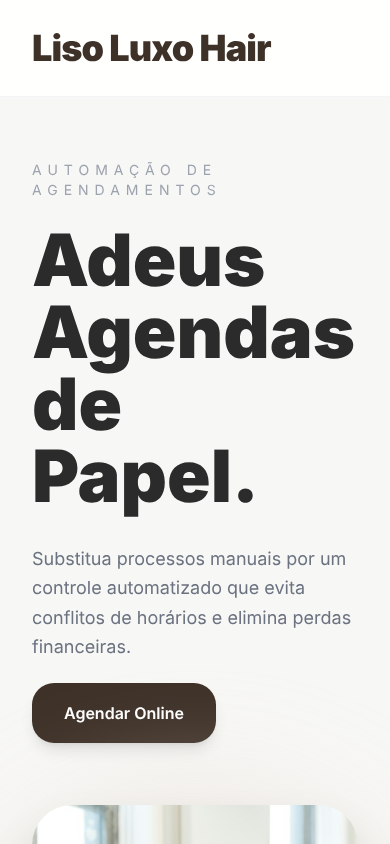 Liso Luxo Hair
AUTOMAÇÃO DE
AGENDAMENTOS
Adeus
Agendas
de
Papel.
Substitua processos manuais por um
controle automatizado que evita
conflitos de horários e elimina perdas
financeiras.
Agendar Online